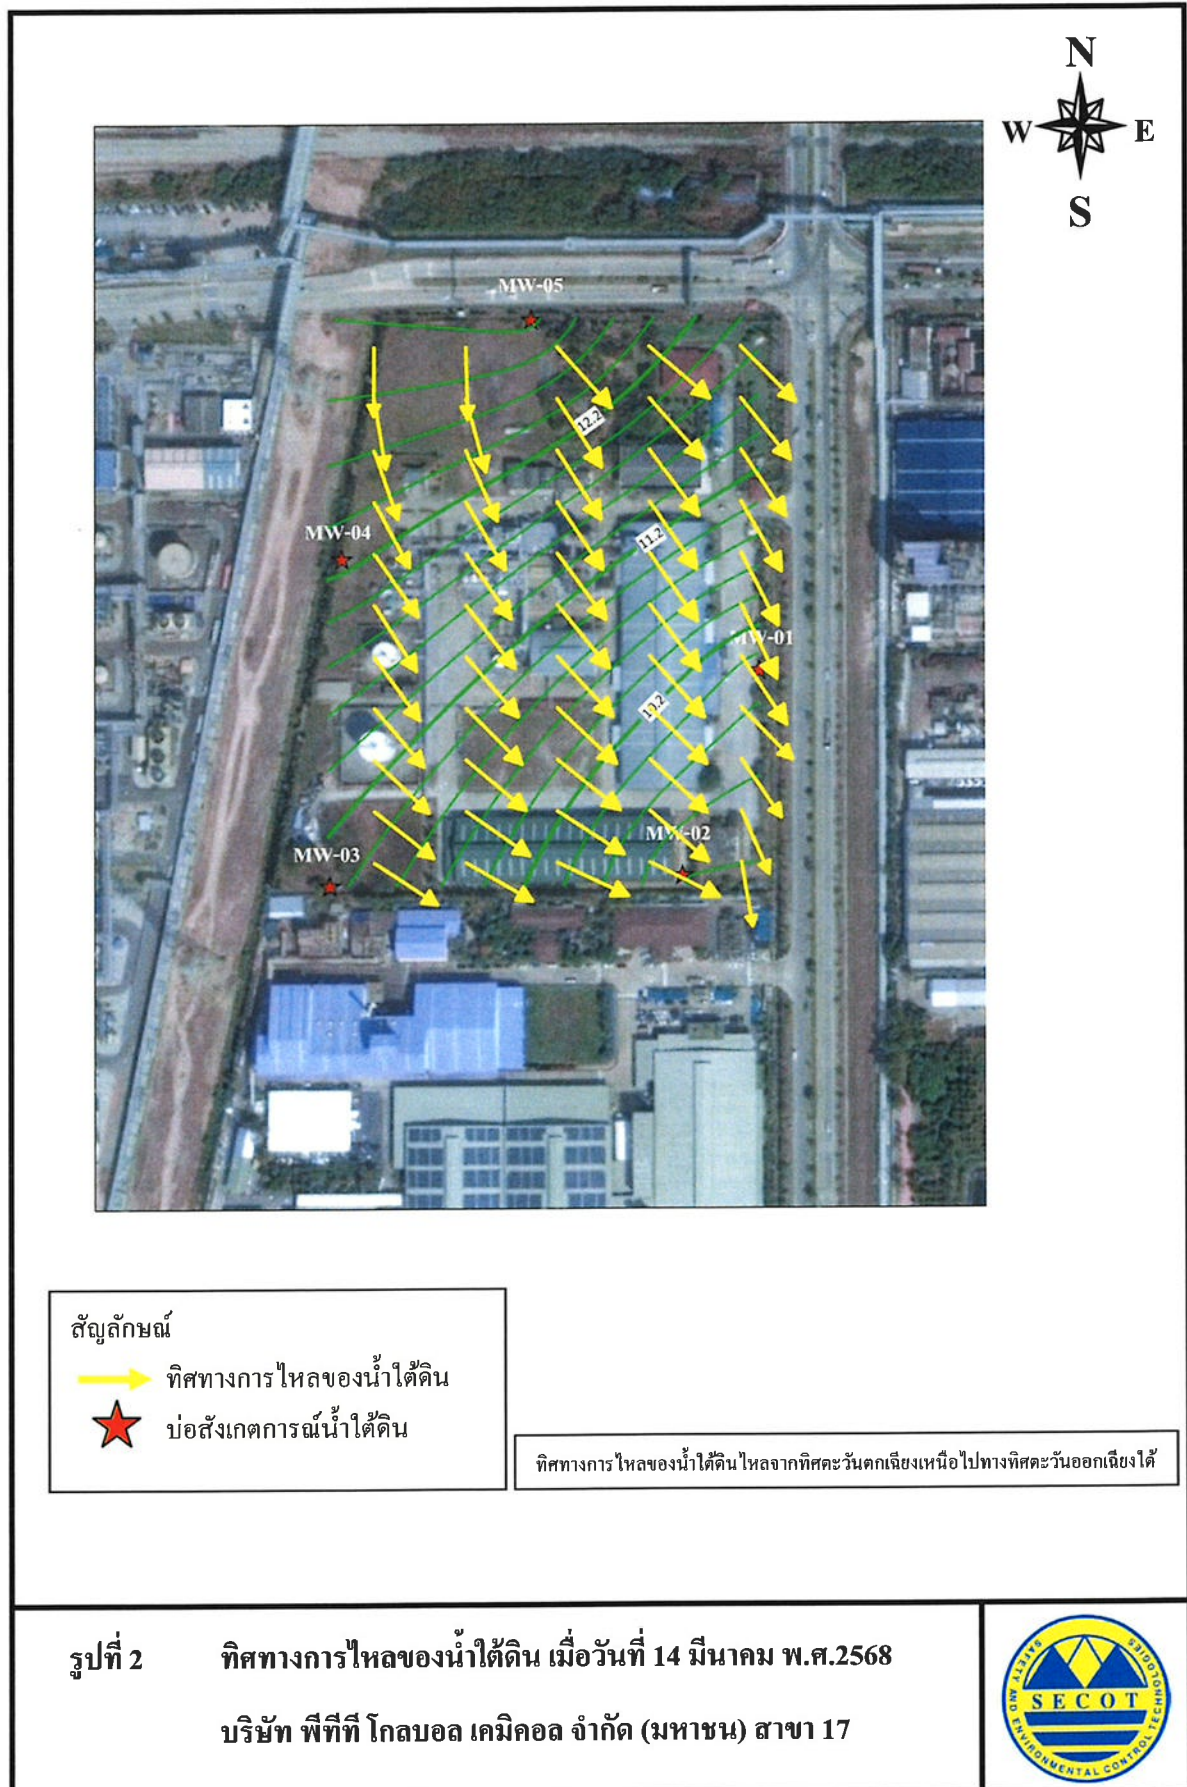 N
W E
S
MW-05
12.2
MW-04
11.2
MW-01
10.2
MW-02
MW-03
สัญลักษณ์
ทิศทางการไหลของน้ำใต้ดิน
บ่อสังเกตการณ์น้ำใต้ดิน
ทิศทางการไหลของน้ำใต้ดินไหลจากทิศตะวันตกเฉียงเหนือไปทางทิศตะวันออกเฉียงใต้
รูปที่ 2 ทิศทางการไหลของน้ำใต้ดิน เมื่อวันที่ 14 มีนาคม พ.ศ.2568
บริษัท พีทีที โกลบอล เคมิคอล จำกัด (มหาชน) สาขา 17
SECOT
SAFETY AND ENVIRONMENTAL CONTROL TECHNOLOGIES